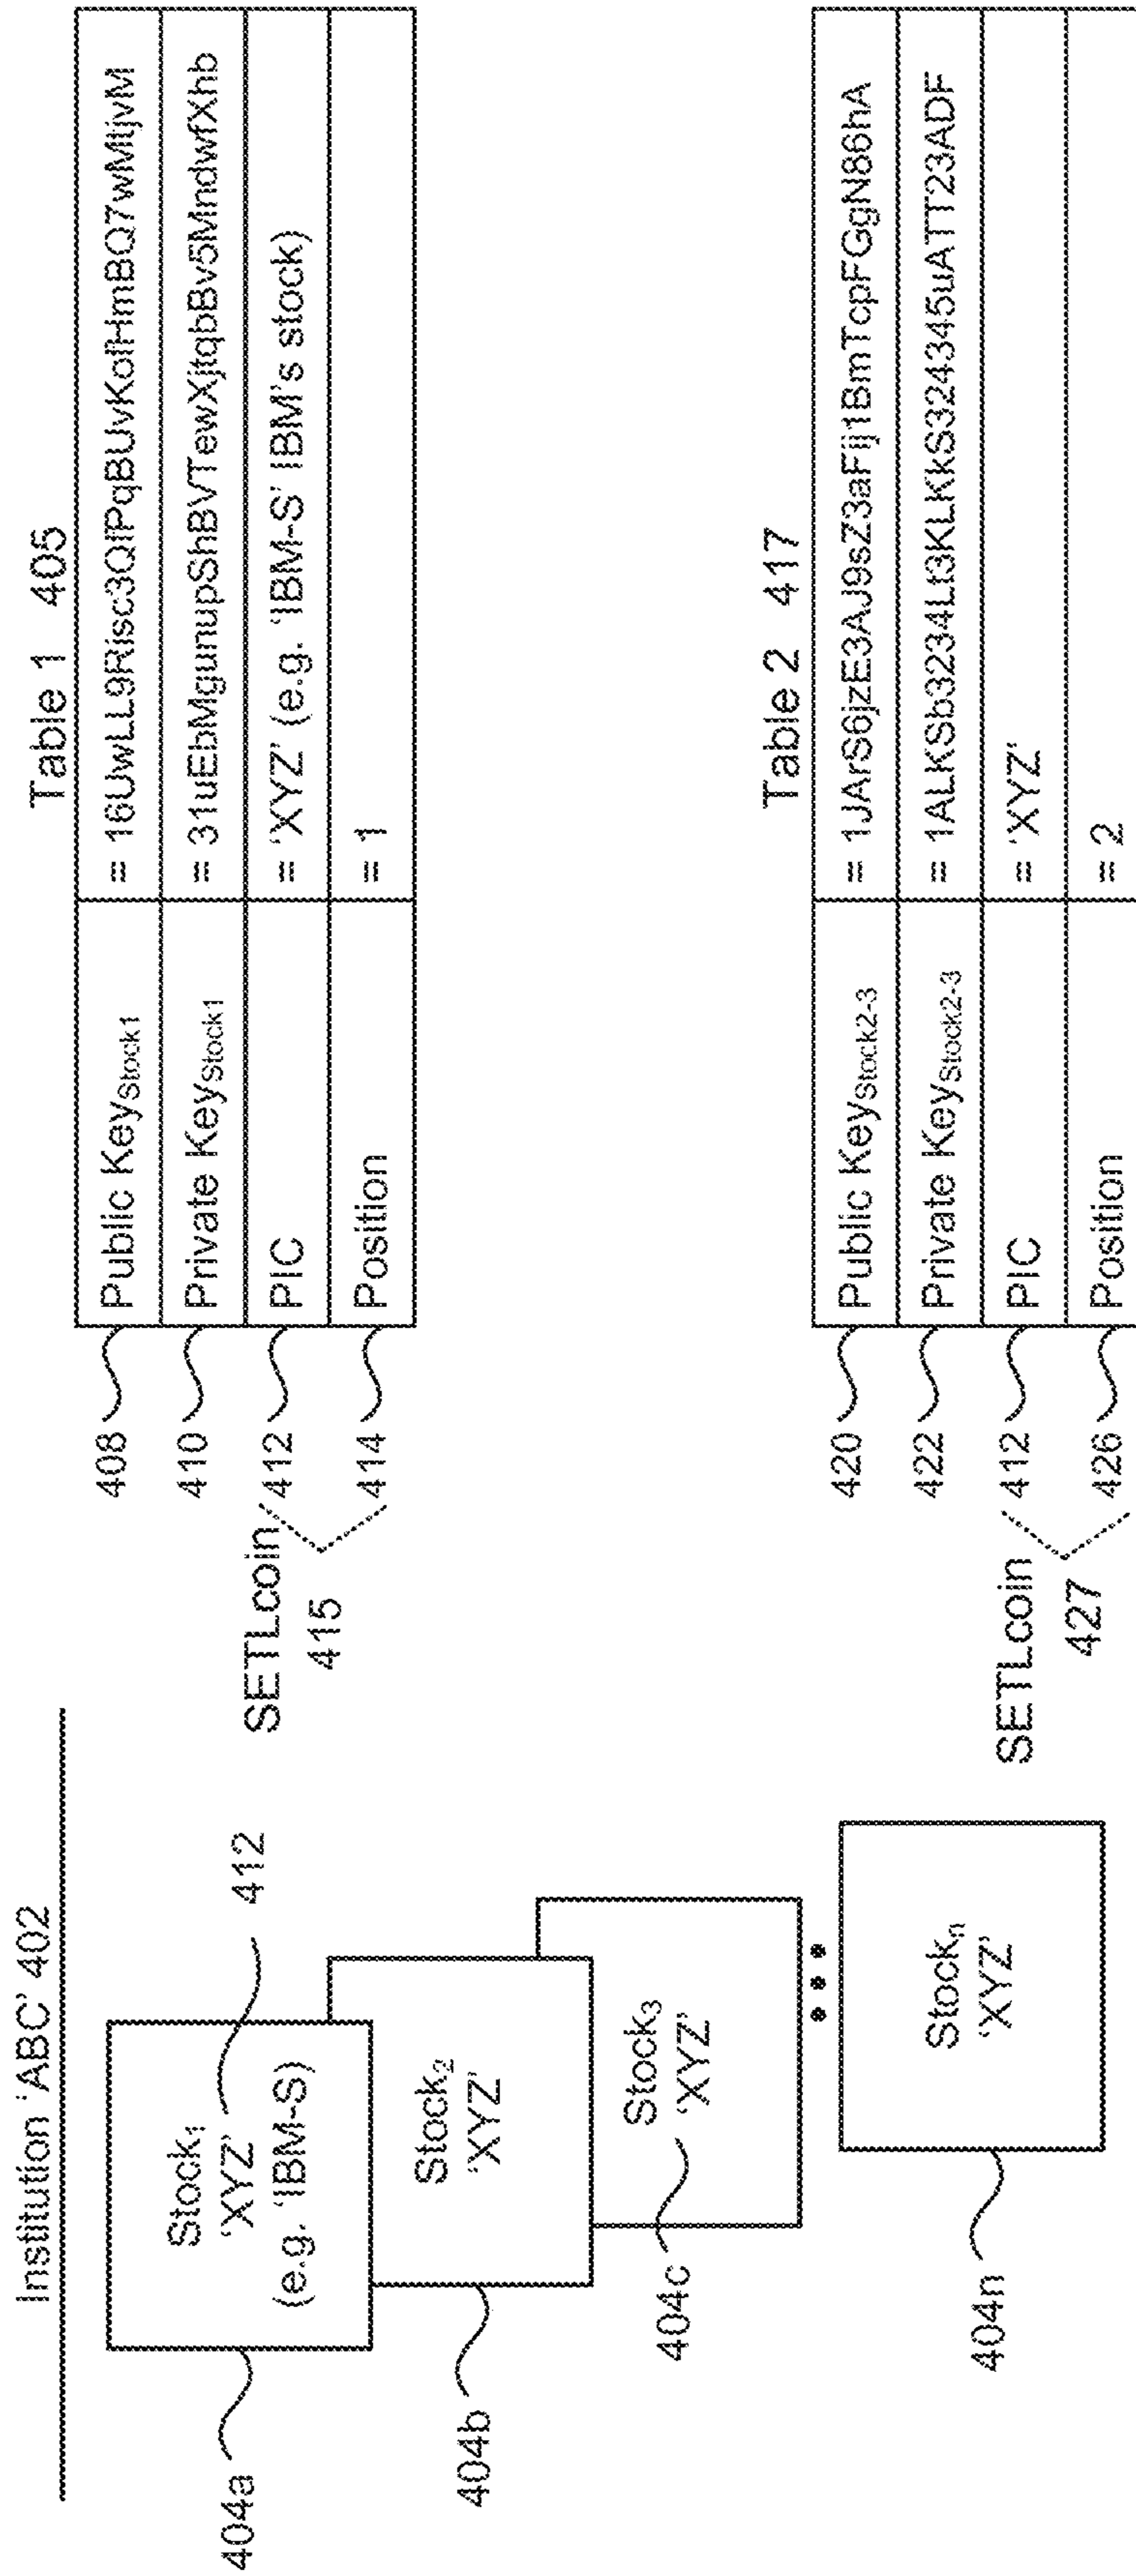 Institution 'ABC' 402
404a
Stock1
'XYZ'
(e.g. 'IBM-S)
412
404b
Stock2
'XYZ'
404c
Stock3
'XYZ'
404n
Stockn
'XYZ'
Table 1 405
408 Public KeyStock1 = 16UwLL9Risc3QfPqBUvKofHmBQ7wMtjvM
410 Private KeyStock1 = 31uEbMgunupShBVTewXjtqbBv5MndwfXhb
SETLcoin
415
412 PIC = 'XYZ' (e.g. 'IBM-S' IBM's stock)
414 Position = 1
Table 2 417
420 Public KeyStock2-3 = 1JArS6jzE3AJ9sZ3aFij1BmTcpFGgN86hA
422 Private KeyStock2-3 = 1ALKSb3234Lt3KLKkS324345uATT23ADF
SETLcoin
427
412 PIC = 'XYZ'
426 Position = 2